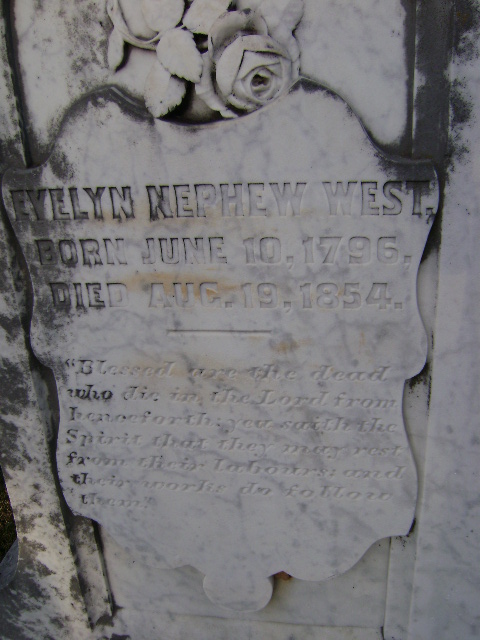 EVELYN NEPHEW WEST.
BORN JUNE 10, 1796.
DIED AUG. 19, 1854.
"Blessed are the dead
who die in the Lord from
henceforth: yea saith the
Spirit that they may rest
from their labours; and
their works do follow
them."